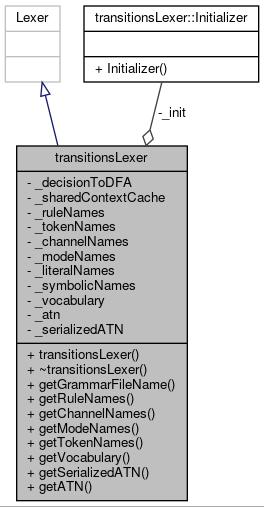 Lexer
transitionsLexer::Initializer
+ Initializer()
-_init
transitionsLexer
- _decisionToDFA
- _sharedContextCache
- _ruleNames
- _tokenNames
- _channelNames
- _modeNames
- _literalNames
- _symbolicNames
- _vocabulary
- _atn
- _serializedATN
+ transitionsLexer()
+ ~transitionsLexer()
+ getGrammarFileName()
+ getRuleNames()
+ getChannelNames()
+ getModeNames()
+ getTokenNames()
+ getVocabulary()
+ getSerializedATN()
+ getATN()